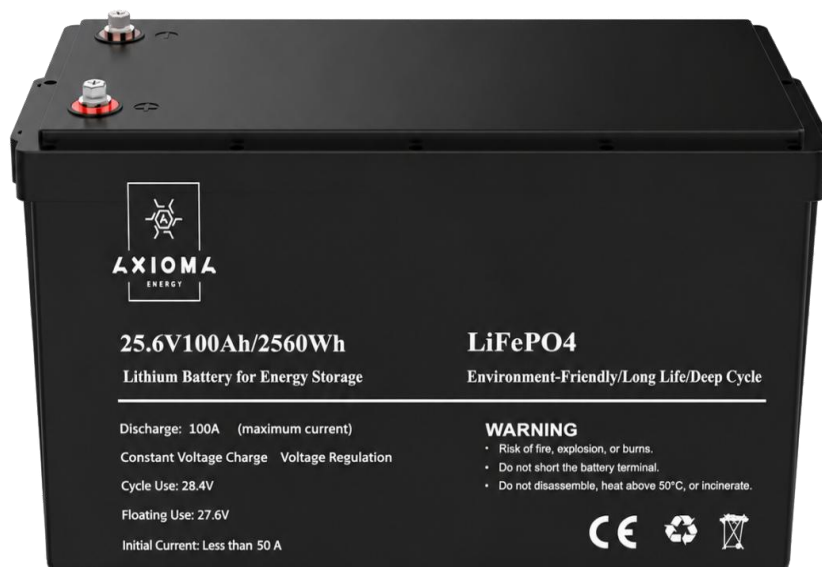 AXIOMA
ENERGY
25.6V100Ah/2560Wh
Lithium Battery for Energy Storage
LiFePO4
Environment-Friendly/Long Life/Deep Cycle
Discharge: 100A (maximum current)
Constant Voltage Charge Voltage Regulation
Cycle Use: 28.4V
Floating Use: 27.6V
Initial Current: Less than 50 A
WARNING
• Risk of fire, explosion, or burns.
• Do not short the battery terminal.
• Do not disassemble, heat above 50°C, or incinerate.
CE